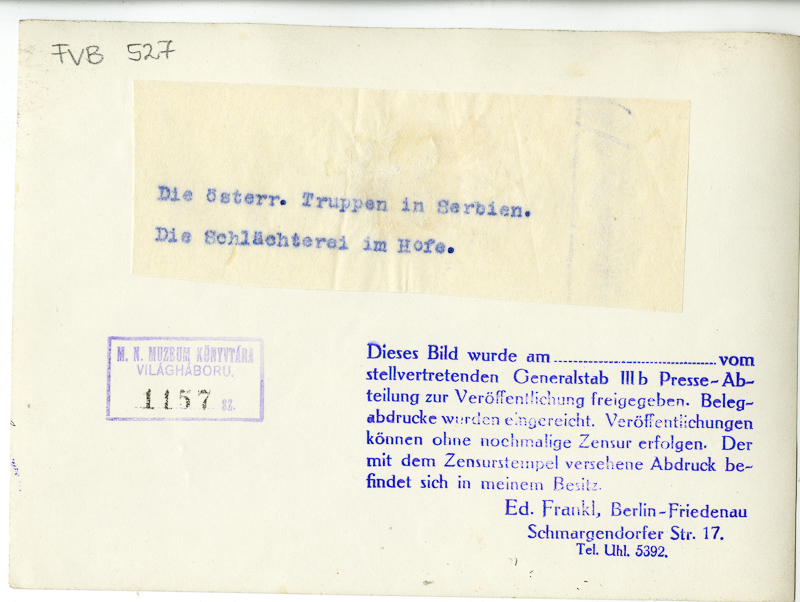 FVB 527
Die österr. Truppen in Serbien.
Die Schlächterei im Hofe.
M. N. MUZEUM KÖNYVTÁRA
VILÁGHÁBORU.
1157 SZ.
Dieses Bild wurde am ........................ vom
stellvertretenden Generalstab III b Presse-Ab-
teilung zur Veröffentlichung freigegeben. Beleg-
abdrucke wurden eingereicht. Veröffentlichungen
können ohne nochmalige Zensur erfolgen. Der
mit dem Zensurstempel versehene Abdruck be-
findet sich in meinem Besitz.
Ed. Frankl, Berlin-Friedenau
Schmargendorfer Str. 17.
Tel. Uhl. 5392.